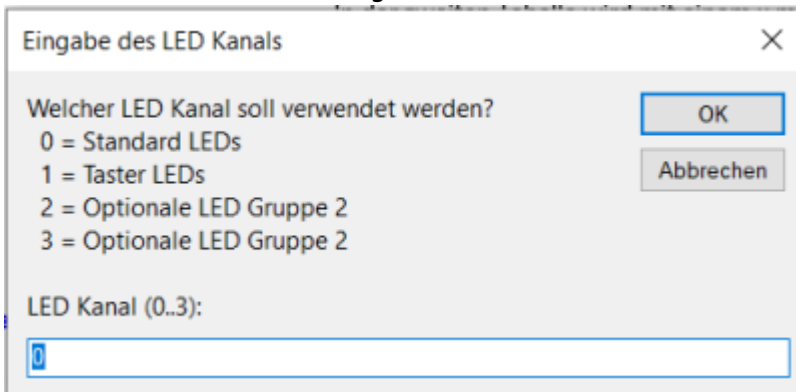 Eingabe des LED Kanals
Welcher LED Kanal soll verwendet werden?
OK
0 = Standard LEDs
1 = Taster LEDs
Abbrechen
2 = Optionale LED Gruppe 2
3 = Optionale LED Gruppe 2
LED Kanal (0..3):
0